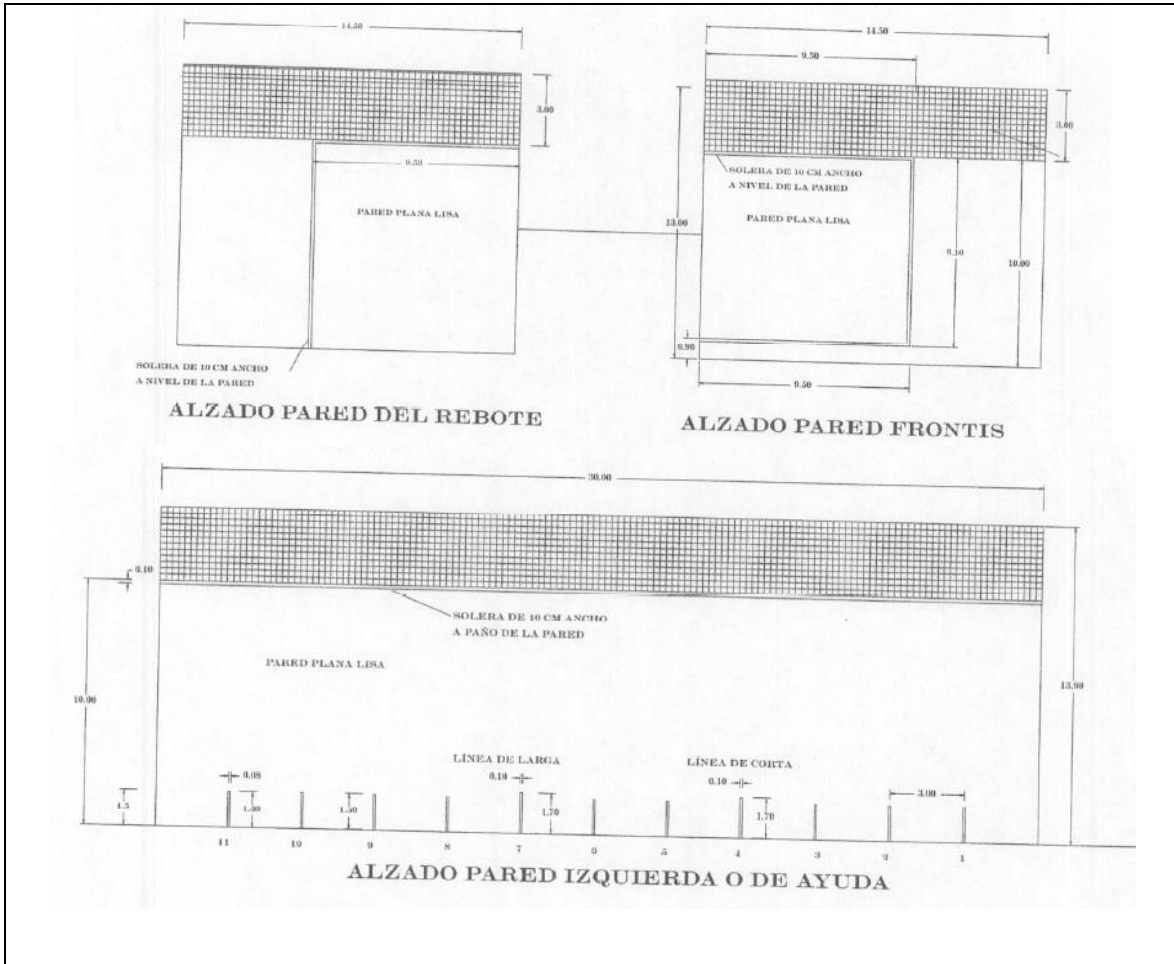 14.50
3.00
9.50
PARED PLANA LISA
SOLERA DE 10 CM ANCHO
A NIVEL DE LA PARED
ALZADO PARED DEL REBOTE
14.50
9.50
3.00
SOLERA DE 10 CM ANCHO
A NIVEL DE LA PARED
PARED PLANA LISA
13.00
9.10
10.00
0.90
9.50
ALZADO PARED FRONTIS
30.00
0.10
SOLERA DE 10 CM ANCHO
A PAÑO DE LA PARED
PARED PLANA LISA
10.00
13.00
LÍNEA DE LARGA
LÍNEA DE CORTA
0.08
0.10
0.10
3.00
1.5
1.50
1.70
1.70
11 10 9 8 7 6 5 4 3 2 1
ALZADO PARED IZQUIERDA O DE AYUDA